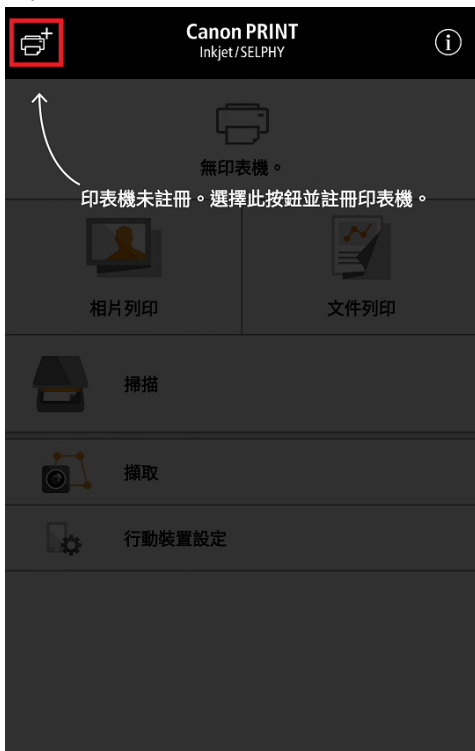 Canon PRINT
Inkjet/SELPHY
無印表機。
印表機未註冊。選擇此按鈕並註冊印表機。
相片列印
文件列印
掃描
擷取
行動裝置設定